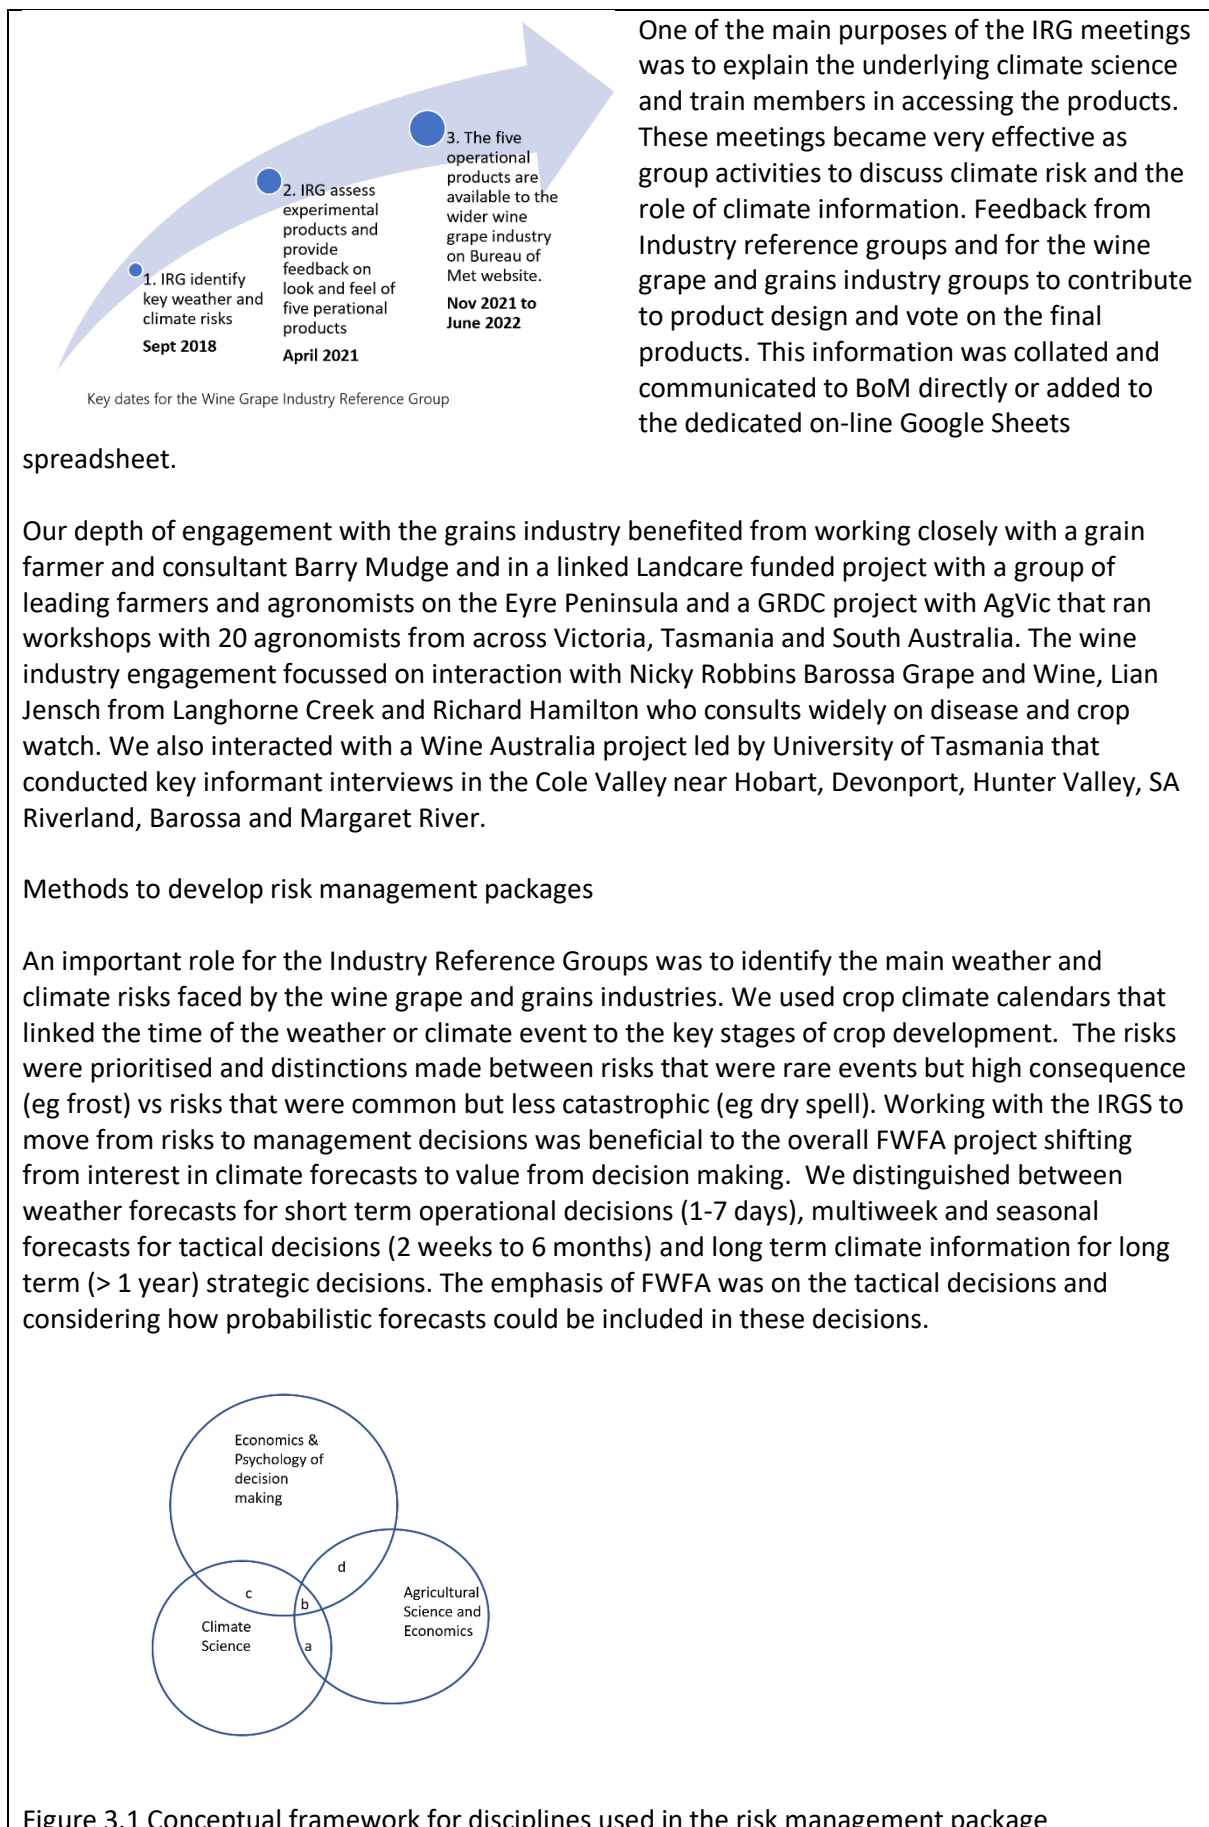 1. IRG identify
key weather and
climate risks
Sept 2018
2. IRG assess
experimental
products and
provide
feedback on
look and feel of
five perational
products
April 2021
3. The five
operational
products are
available to the
wider wine
grape industry
on Bureau of
Met website.
Nov 2021 to
June 2022
Key dates for the Wine Grape Industry Reference Group
One of the main purposes of the IRG meetings
was to explain the underlying climate science
and train members in accessing the products.
These meetings became very effective as
group activities to discuss climate risk and the
role of climate information. Feedback from
Industry reference groups and for the wine
grape and grains industry groups to contribute
to product design and vote on the final
products. This information was collated and
communicated to BoM directly or added to
the dedicated on-line Google Sheets
spreadsheet.
Our depth of engagement with the grains industry benefited from working closely with a grain
farmer and consultant Barry Mudge and in a linked Landcare funded project with a group of
leading farmers and agronomists on the Eyre Peninsula and a GRDC project with AgVic that ran
workshops with 20 agronomists from across Victoria, Tasmania and South Australia. The wine
industry engagement focussed on interaction with Nicky Robbins Barossa Grape and Wine, Lian
Jensch from Langhorne Creek and Richard Hamilton who consults widely on disease and crop
watch. We also interacted with a Wine Australia project led by University of Tasmania that
conducted key informant interviews in the Cole Valley near Hobart, Devonport, Hunter Valley, SA
Riverland, Barossa and Margaret River.
Methods to develop risk management packages
An important role for the Industry Reference Groups was to identify the main weather and
climate risks faced by the wine grape and grains industries. We used crop climate calendars that
linked the time of the weather or climate event to the key stages of crop development.  The risks
were prioritised and distinctions made between risks that were rare events but high consequence
(eg frost) vs risks that were common but less catastrophic (eg dry spell). Working with the IRGS to
move from risks to management decisions was beneficial to the overall FWFA project shifting
from interest in climate forecasts to value from decision making.  We distinguished between
weather forecasts for short term operational decisions (1-7 days), multiweek and seasonal
forecasts for tactical decisions (2 weeks to 6 months) and long term climate information for long
term (> 1 year) strategic decisions. The emphasis of FWFA was on the tactical decisions and
considering how probabilistic forecasts could be included in these decisions.
Economics &
Psychology of
decision
making
d
c
b
Agricultural
Science and
Economics
Climate
Science
a
Figure 3.1 Conceptual framework for disciplines used in the risk management package